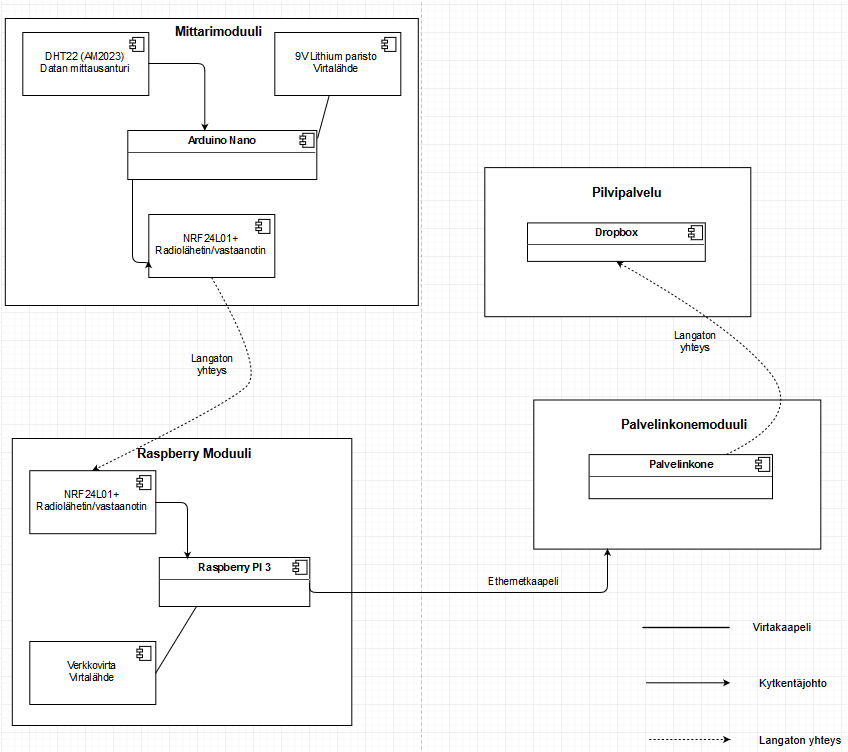 Mittarimoduuli
DHT22 (AM2023)
Datan mittausanturi
9V Lithium paristo
Virtalähde
Arduino Nano
NRF24L01+
Radiolähetin/vastaanotin
Langaton
yhteys
Raspberry Moduuli
NRF24L01+
Radiolähetin/vastaanotin
Raspberry PI 3
Verkkovirta
Virtalähde
Ethernetkaapeli
Pilvipalvelu
Dropbox
Langaton
yhteys
Palvelinkonemoduuli
Palvelinkone
Virtakaapeli
Kytkentäjohto
Langaton yhteys